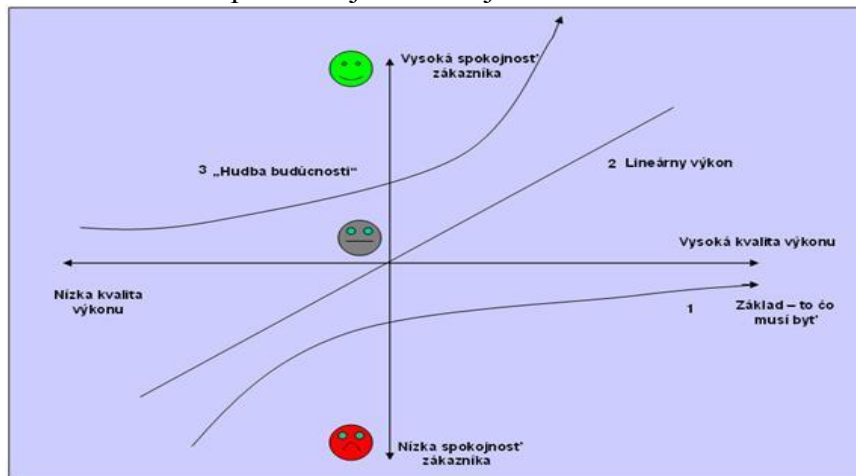 Vysoká spokojnosť
zákazníka
3 „Hudba budúcnosti“
2 Lineárny výkon
Vysoká kvalita výkonu
Nízka kvalita
výkonu
1
Základ – to čo
musí byť
Nízka spokojnosť
zákazníka